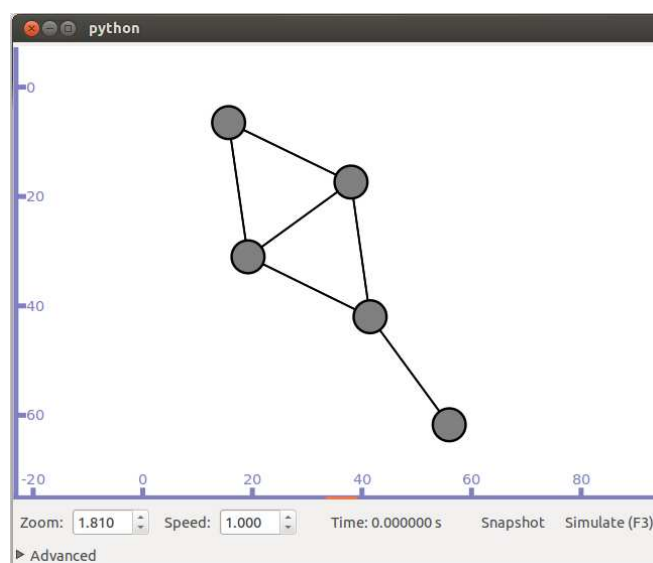 python
0
20
40
60
-20 0 20 40 60 80
Zoom: 1.810 Speed: 1.000 Time: 0.000000 s Snapshot Simulate (F3)
Advanced